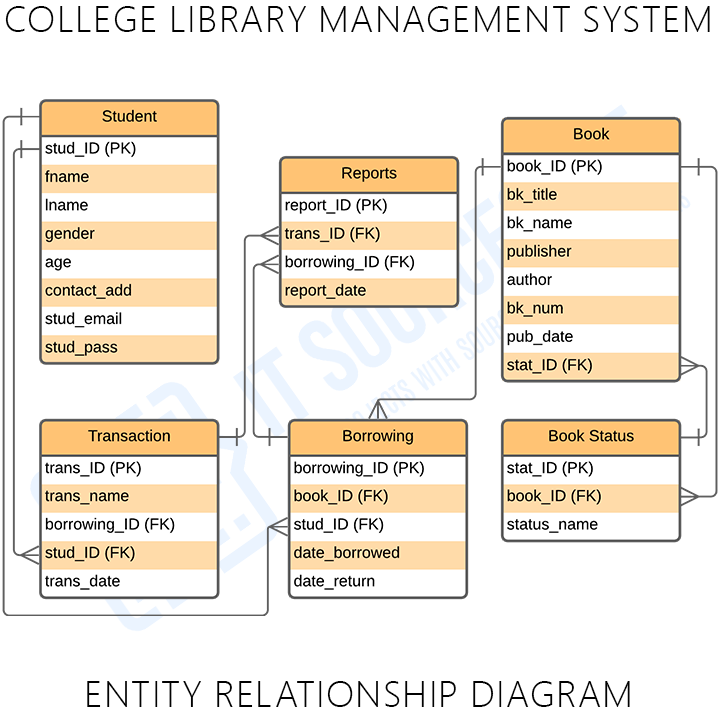 COLLEGE LIBRARY MANAGEMENT SYSTEM
Student
stud_ID (PK)
fname
lname
gender
age
contact_add
stud_email
stud_pass
Reports
report_ID (PK)
trans_ID (FK)
borrowing_ID (FK)
report_date
Book
book_ID (PK)
bk_title
bk_name
publisher
author
bk_num
pub_date
stat_ID (FK)
Transaction
trans_ID (PK)
trans_name
borrowing_ID (FK)
stud_ID (FK)
trans_date
Borrowing
borrowing_ID (PK)
book_ID (FK)
stud_ID (FK)
date_borrowed
date_return
Book Status
stat_ID (PK)
book_ID (FK)
status_name
IT SOURCE
ENTITY RELATIONSHIP DIAGRAM